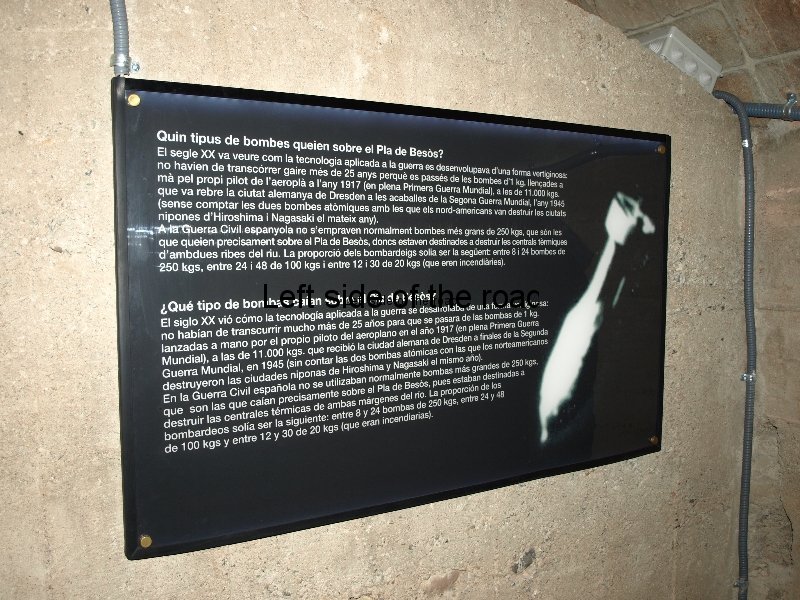 Quin tipus de bombes queien sobre el Pla de Besòs?
El segle XX va veure com la tecnologia aplicada a la guerra es desenvolupava d'una forma vertiginosa:
no havien de transcórrer gaire més de 25 anys perquè es passés de les bombes d'1 kg. llençades a
mà pel propi pilot de l'aeroplà a l'any 1917 (en plena Primera Guerra Mundial), a les de 11.000 kgs.
que va rebre la ciutat alemanya de Dresden a les acaballes de la Segona Guerra Mundial, l'any 1945
(sense comptar les dues bombes atòmiques amb les que els nord-americans van destruir les ciutats
nipones d'Hiroshima i Nagasaki el mateix any).
A la Guerra Civil espanyola no s'empraven normalment bombes més grans de 250 kgs, que són les
que queien precisament sobre el Pla de Besòs, doncs estaven destinades a destruir les centrals tèrmiques
d'ambdues ribes del riu. La proporció dels bombardeigs solia ser la següent: entre 8 i 24 bombes de
250 kgs, entre 24 i 48 de 100 kgs i entre 12 i 30 de 20 kgs (que eren incendiàries).
¿Qué tipo de bombas caían sobre el Pla de Besòs?
Left side of the road
El siglo XX vió cómo la tecnología aplicada a la guerra se desarrollaba de una forma vertiginosa:
no habían de transcurrir mucho más de 25 años para que se pasara de las bombas de 1 kg.
lanzadas a mano por el propio piloto del aeroplano en el año 1917 (en plena Primera Guerra
Mundial), a las de 11.000 kgs. que recibió la ciudad alemana de Dresden a finales de la Segunda
Guerra Mundial, en 1945 (sin contar las dos bombas atómicas con las que los norteamericanos
destruyeron las ciudades niponas de Hiroshima y Nagasaki el mismo año).
En la Guerra Civil española no se utilizaban normalmente bombas más grandes de 250 kgs,
que son las que caían precisamente sobre el Pla de Besòs, pues estaban destinadas a
destruir las centrales térmicas de ambas márgenes del río. La proporción de los
bombardeos solía ser la siguiente: entre 8 y 24 bombas de 250 kgs, entre 24 y 48
de 100 kgs y entre 12 y 30 de 20 kgs (que eran incendiarias).